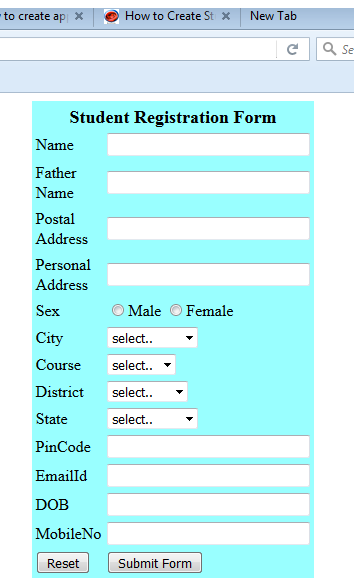 to create app
How to Create St
New Tab
Se
Student Registration Form
Name
Father
Name
Postal
Address
Personal
Address
Sex Male Female
City select..
Course select..
District select..
State select..
PinCode
EmailId
DOB
MobileNo
Reset Submit Form